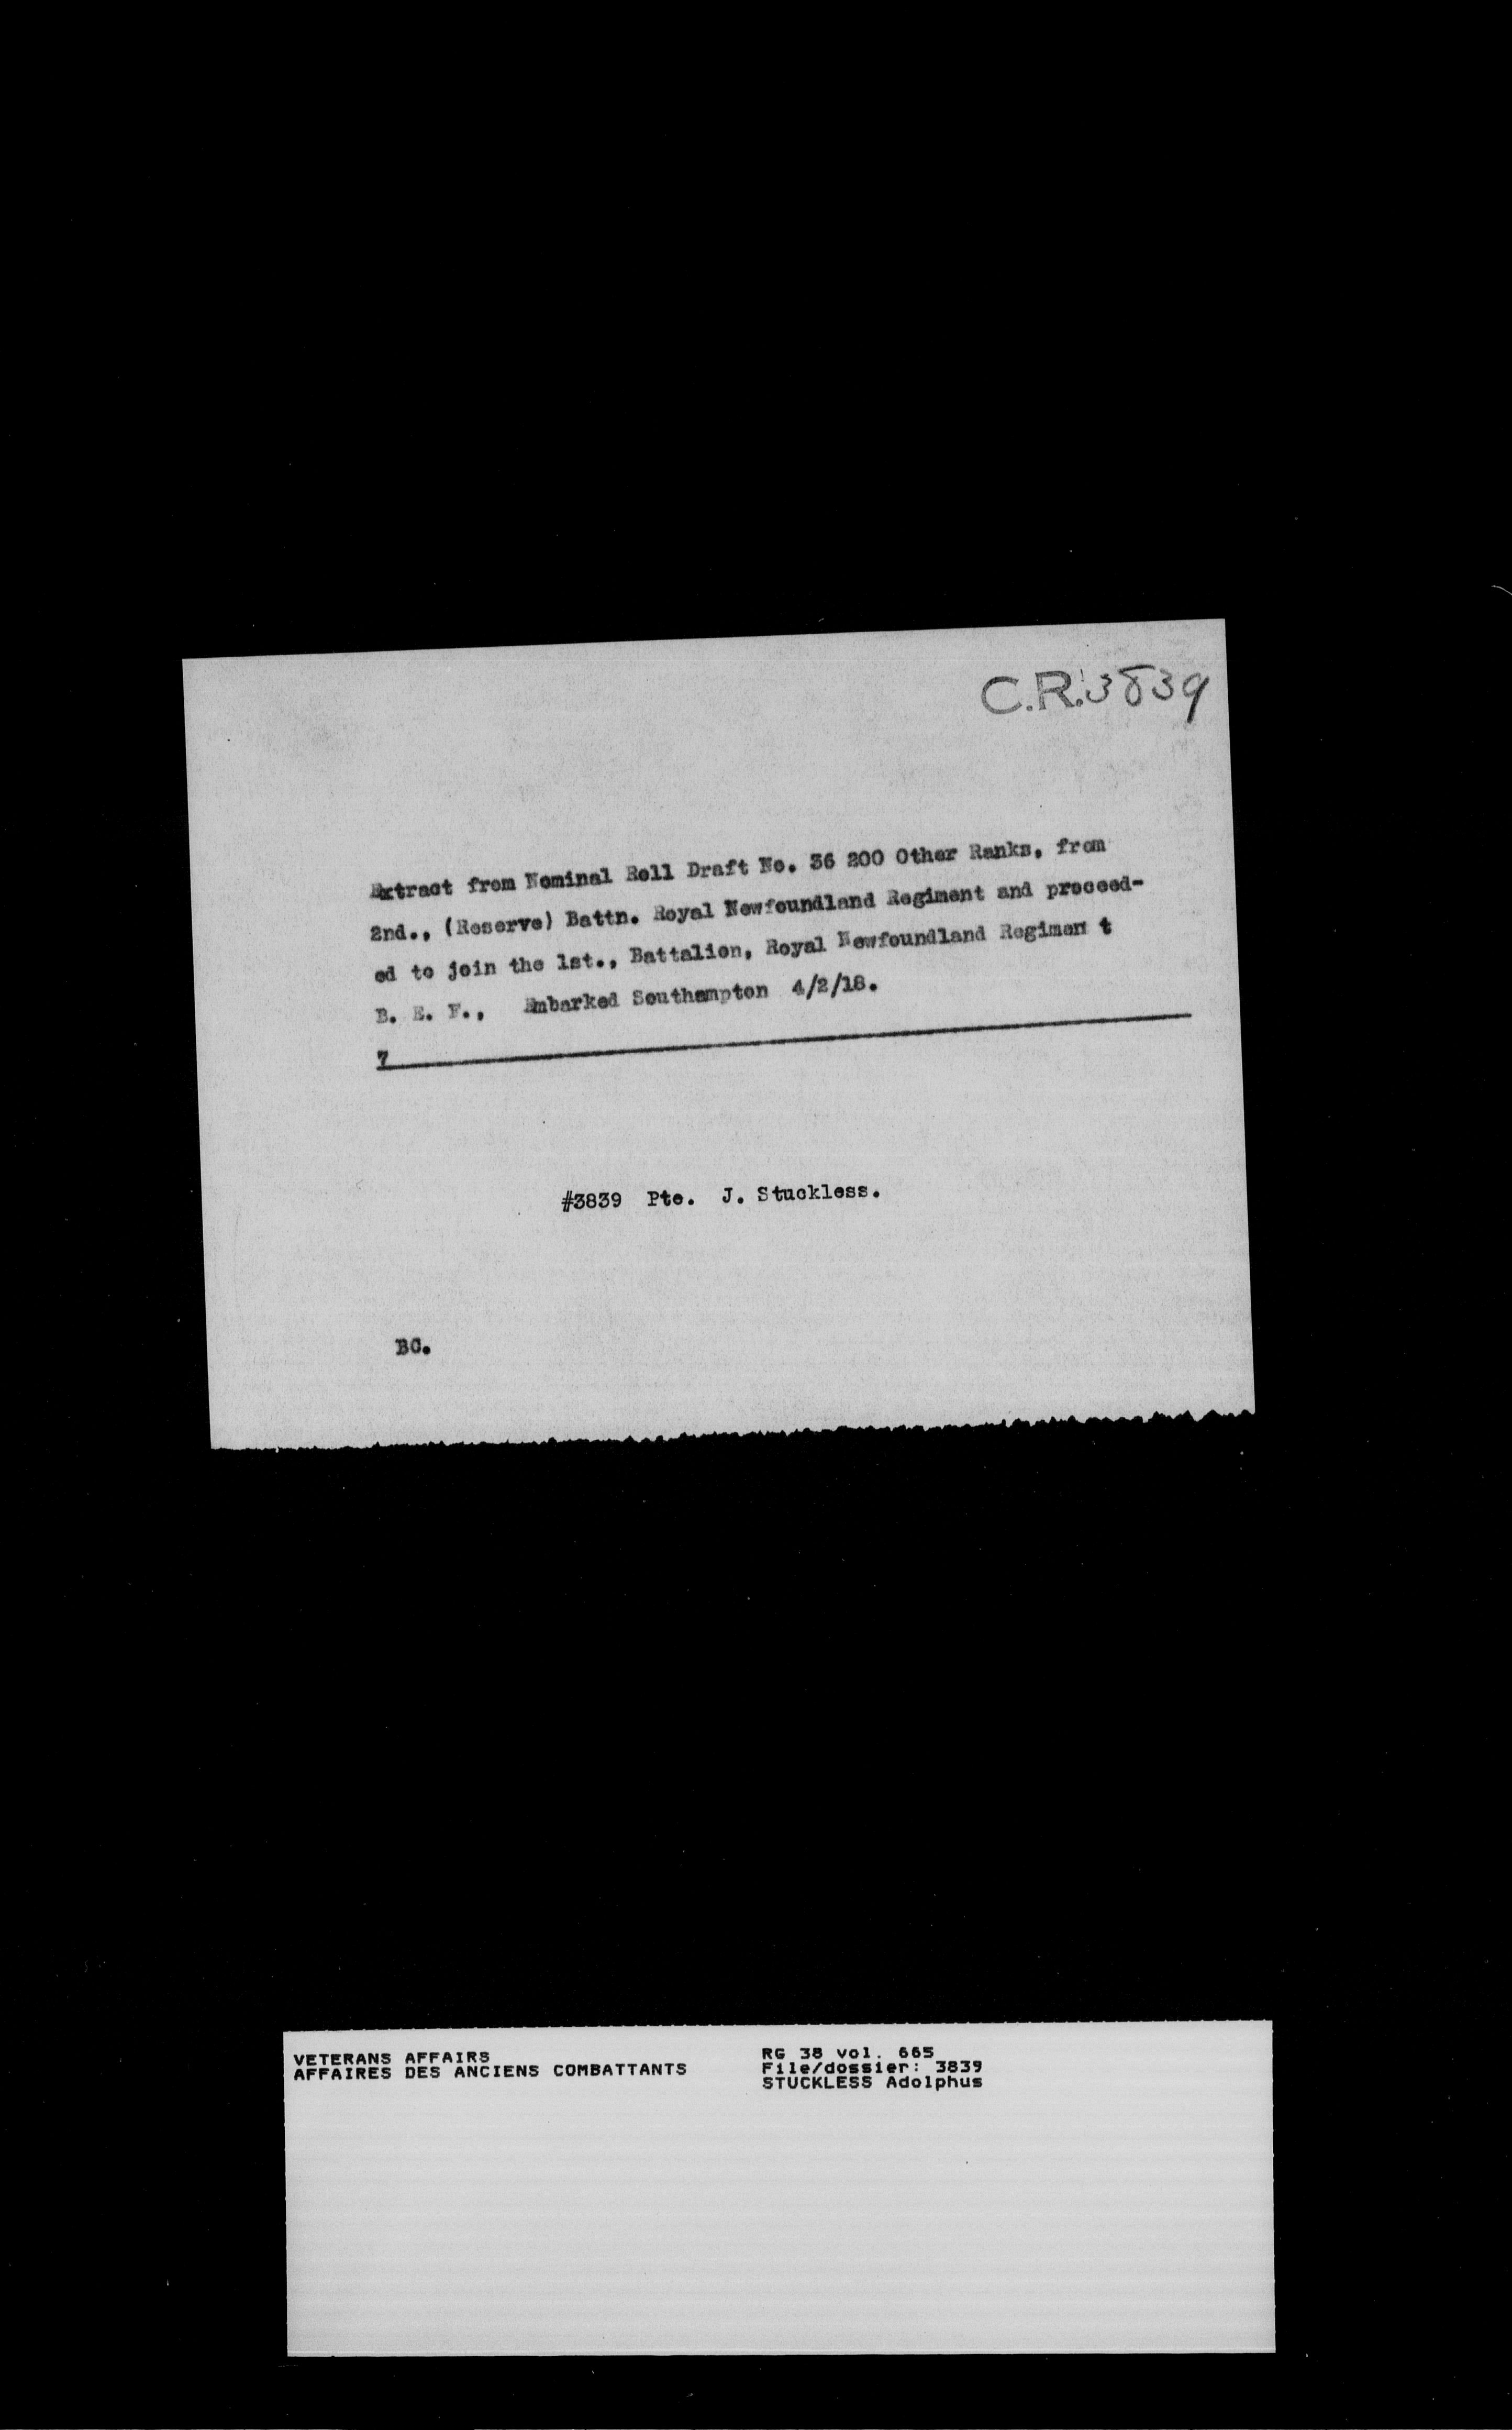 C.R. 3839
Extract from Nominal Roll Draft No. 36 200 Other Ranks, from
2nd., (Reserve) Battn. Royal Newfoundland Regiment and proceed-
ed to join the 1st., Battalion, Royal Newfoundland Regimen t
B. E. F., Embarked Southampton 4/2/18.
7
#3839 Pte. J. Stuckless.
BC.
VETERANS AFFAIRS
AFFAIRES DES ANCIENS COMBATTANTS
RG 38 vol. 665
File/dossier: 3839
STUCKLESS Adolphus